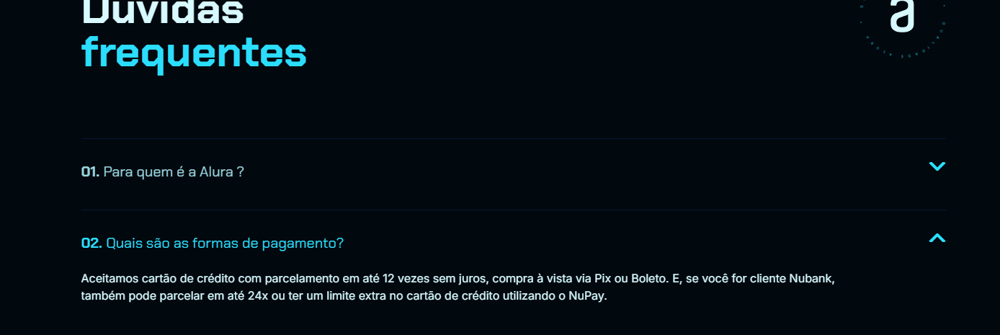 Dúvidas
frequentes
a
01. Para quem é a Alura ?
02. Quais são as formas de pagamento?
Aceitamos cartão de crédito com parcelamento em até 12 vezes sem juros, compra à vista via Pix ou Boleto. E, se você for cliente Nubank,
também pode parcelar em até 24x ou ter um limite extra no cartão de crédito utilizando o NuPay.